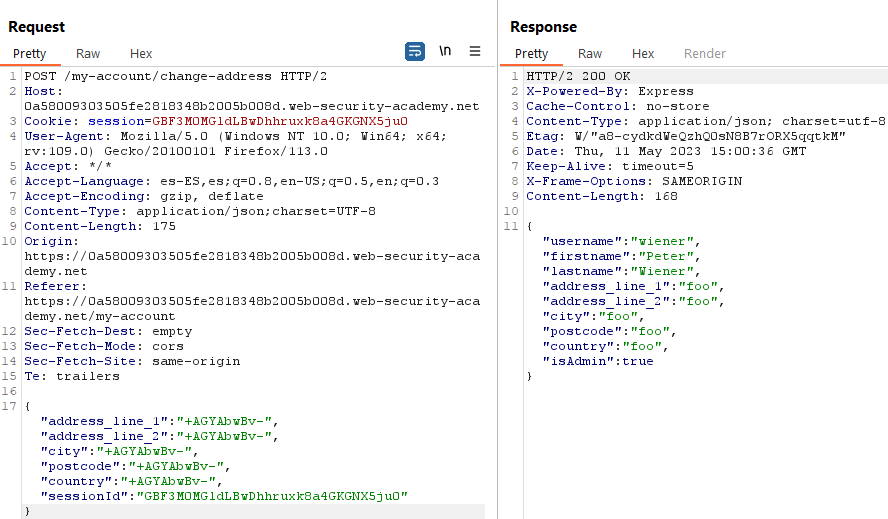 Request
Pretty Raw Hex \n
1 POST /my-account/change-address HTTP/2
2 Host:
0a58009303505fe2818348b2005b008d.web-security-academy.net
3 Cookie: session=GBF3M0MGldLBwDhhruxk8a4GKGNX5ju0
4 User-Agent: Mozilla/5.0 (Windows NT 10.0; Win64; x64;
rv:109.0) Gecko/20100101 Firefox/113.0
5 Accept: */*
6 Accept-Language: es-ES,es;q=0.8,en-US;q=0.5,en;q=0.3
7 Accept-Encoding: gzip, deflate
8 Content-Type: application/json;charset=UTF-8
9 Content-Length: 175
10 Origin:
https://0a58009303505fe2818348b2005b008d.web-security-aca
demy.net
11 Referer:
https://0a58009303505fe2818348b2005b008d.web-security-aca
demy.net/my-account
12 Sec-Fetch-Dest: empty
13 Sec-Fetch-Mode: cors
14 Sec-Fetch-Site: same-origin
15 Te: trailers
16
17 {
"address_line_1":"+AGYAbwBv-",
"address_line_2":"+AGYAbwBv-",
"city":"+AGYAbwBv-",
"postcode":"+AGYAbwBv-",
"country":"+AGYAbwBv-",
"sessionId":"GBF3M0MGldLBwDhhruxk8a4GKGNX5ju0"
}
Response
Pretty Raw Hex Render
1 HTTP/2 200 OK
2 X-Powered-By: Express
3 Cache-Control: no-store
4 Content-Type: application/json; charset=utf-8
5 Etag: W/"a8-cydkdWeQzhQ0sN8B7rORX5qqtkM"
6 Date: Thu, 11 May 2023 15:00:36 GMT
7 Keep-Alive: timeout=5
8 X-Frame-Options: SAMEORIGIN
9 Content-Length: 168
10
11 {
"username":"wiener",
"firstname":"Peter",
"lastname":"Wiener",
"address_line_1":"foo",
"address_line_2":"foo",
"city":"foo",
"postcode":"foo",
"country":"foo",
"isAdmin":true
}